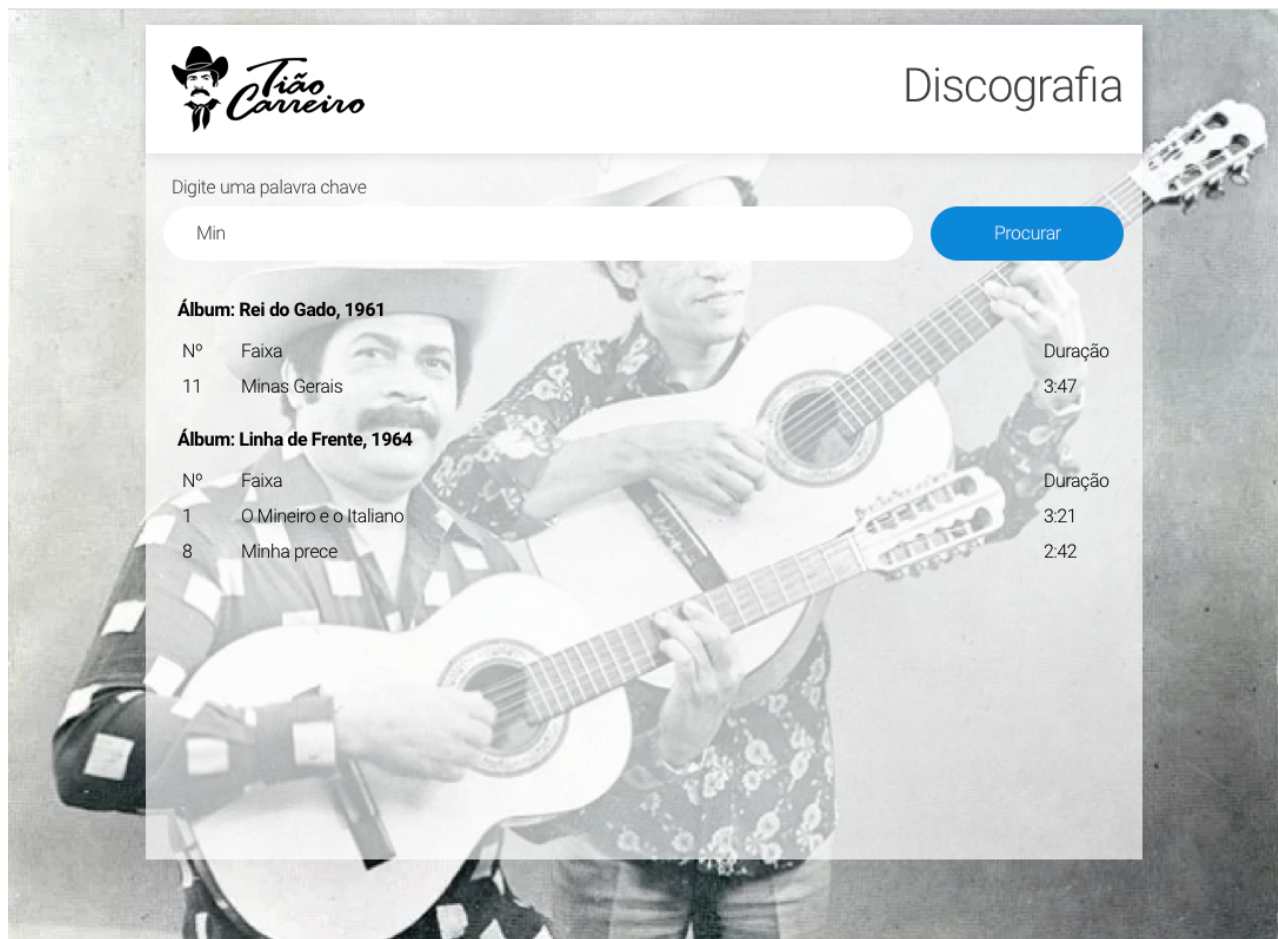 Tião
Carreiro
Discografia
Digite uma palavra chave
Min
Procurar
Álbum: Rei do Gado, 1961
Nº Faixa Duração
11 Minas Gerais 3:47
Álbum: Linha de Frente, 1964
Nº Faixa Duração
1 O Mineiro e o Italiano 3:21
8 Minha prece 2:42